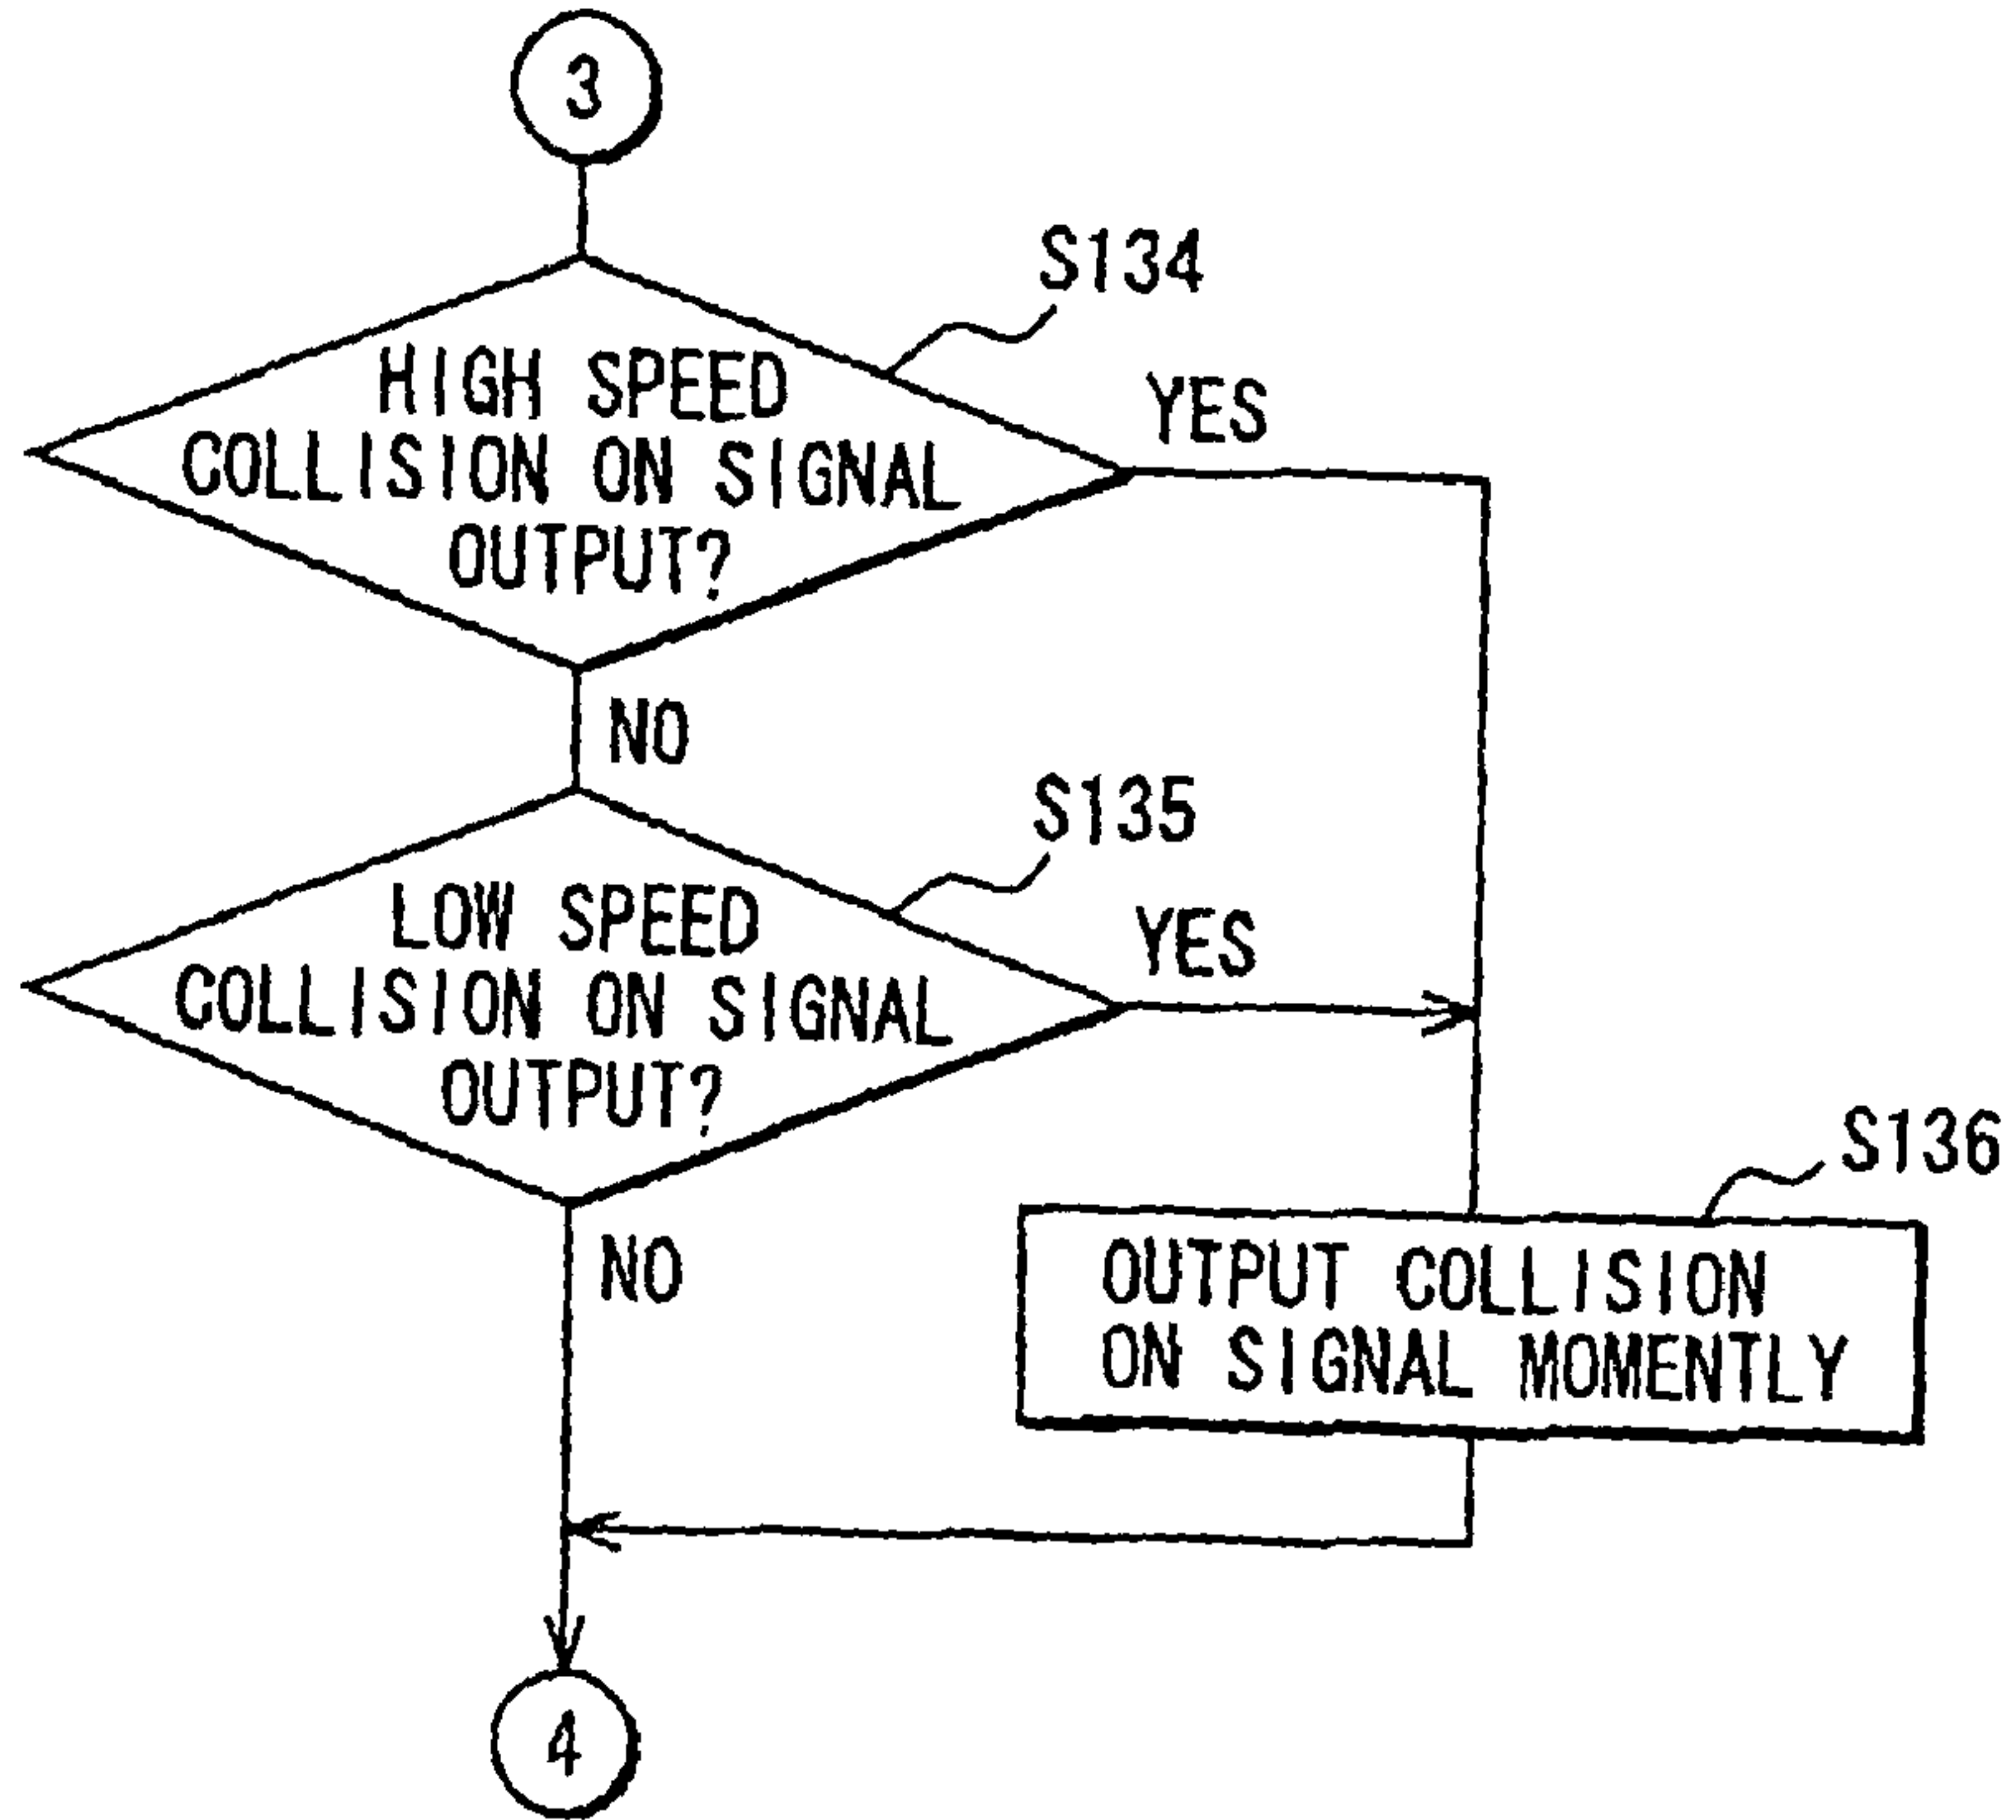 3
S134
HIGH SPEED
COLLISION ON SIGNAL
OUTPUT?
YES
NO
S135
LOW SPEED
COLLISION ON SIGNAL
OUTPUT?
YES
NO
S136
OUTPUT COLLISION
ON SIGNAL MOMENTLY
4